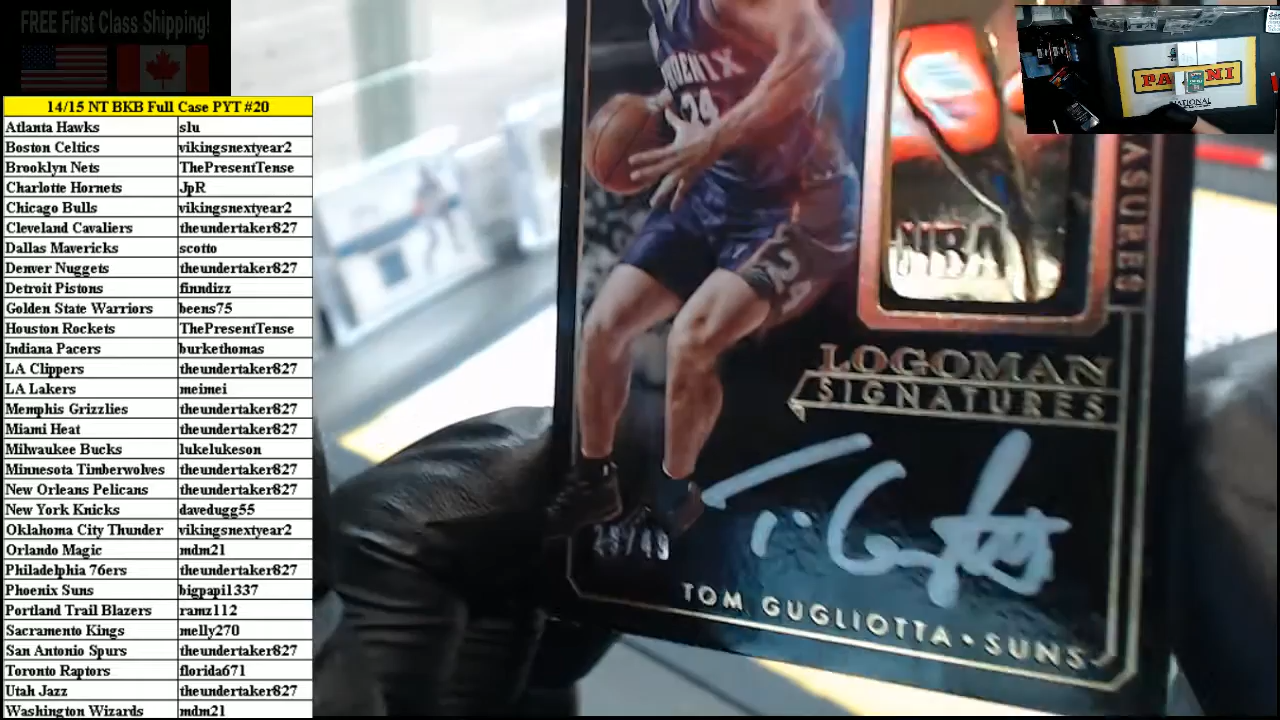 FREE First Class Shipping!
14/15 NT BKB Full Case PYT #20
Atlanta Hawks slu
Boston Celtics vikingsnextyear2
Brooklyn Nets ThePresentTense
Charlotte Hornets JpR
Chicago Bulls vikingsnextyear2
Cleveland Cavaliers theundertaker827
Dallas Mavericks scotto
Denver Nuggets theundertaker827
Detroit Pistons finndizz
Golden State Warriors beens75
Houston Rockets ThePresentTense
Indiana Pacers burkethomas
LA Clippers theundertaker827
LA Lakers meimei
Memphis Grizzlies theundertaker827
Miami Heat theundertaker827
Milwaukee Bucks lukelukeson
Minnesota Timberwolves theundertaker827
New Orleans Pelicans theundertaker827
New York Knicks davedugg55
Oklahoma City Thunder vikingsnextyear2
Orlando Magic mdm21
Philadelphia 76ers theundertaker827
Phoenix Suns bigpapi1337
Portland Trail Blazers ramz112
Sacramento Kings melly270
San Antonio Spurs theundertaker827
Toronto Raptors florida671
Utah Jazz theundertaker827
Washington Wizards mdm21
PHOENIX
24
24
NBA
ASURES
LOGOMAN
SIGNATURES
T. Gugliotta
TOM GUGLIOTTA • SUNS
PANINI
NATIONAL